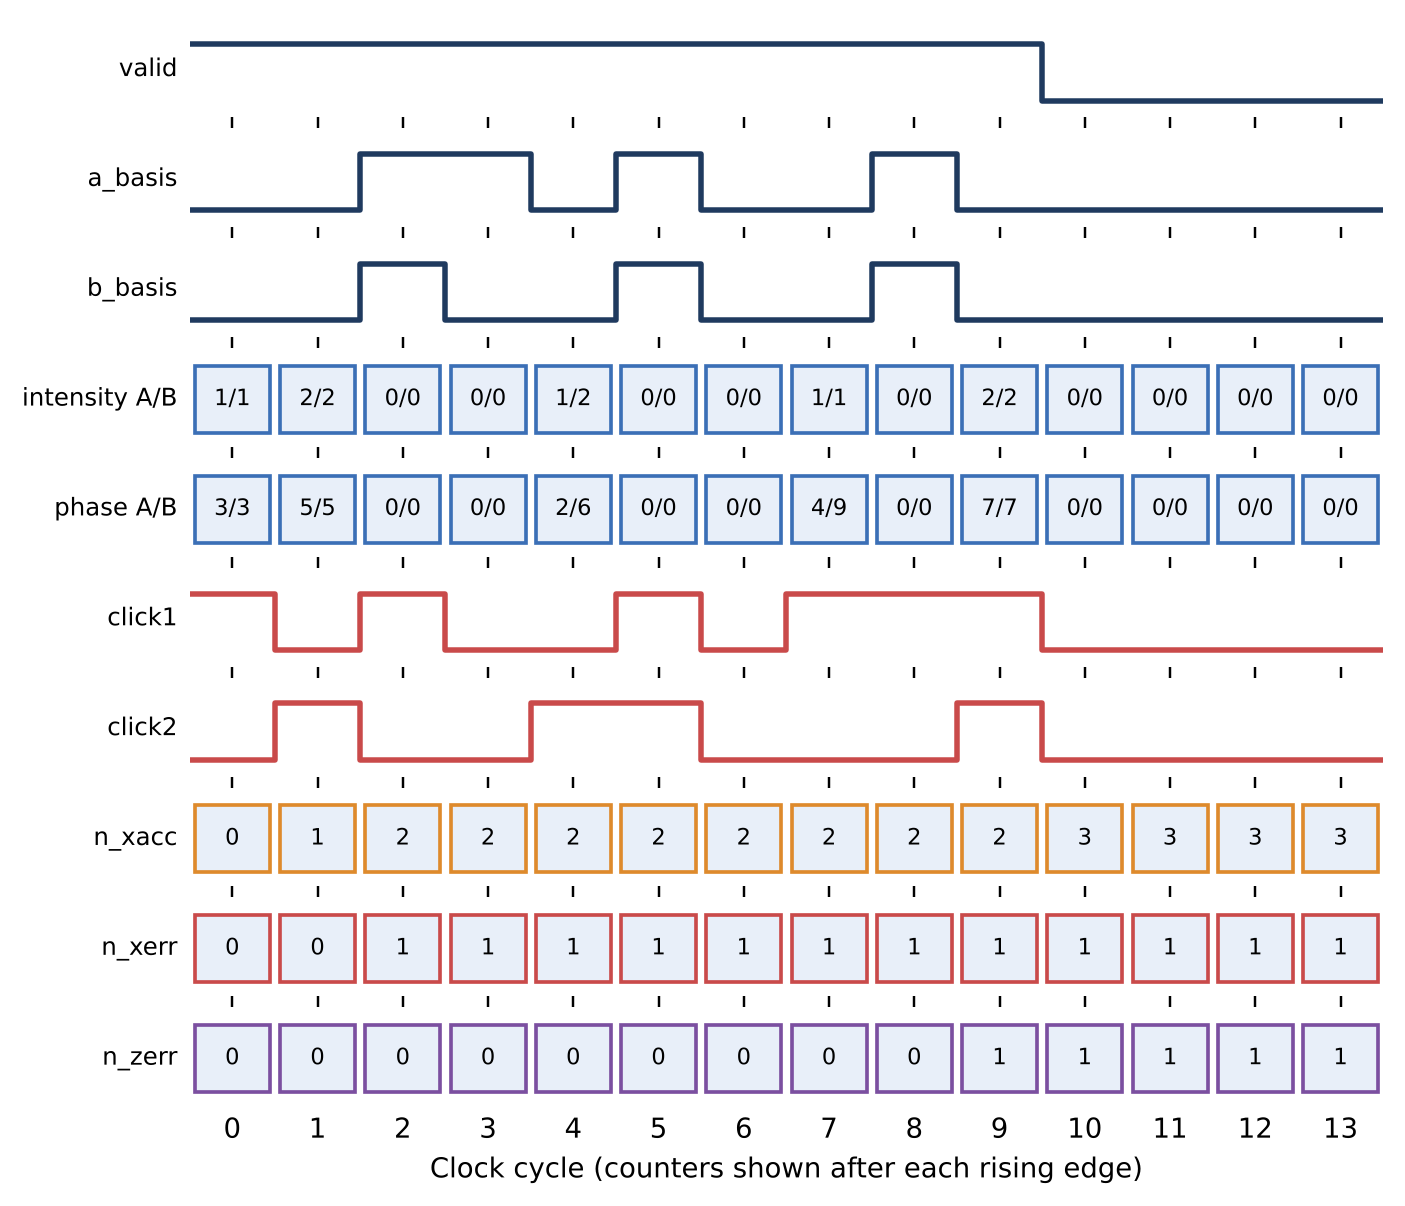 valid
a_basis
b_basis
intensity A/B 1/1 2/2 0/0 0/0 1/2 0/0 0/0 1/1 0/0 2/2 0/0 0/0 0/0 0/0
phase A/B 3/3 5/5 0/0 0/0 2/6 0/0 0/0 4/9 0/0 7/7 0/0 0/0 0/0 0/0
click1
click2
n_xacc 0 1 2 2 2 2 2 2 2 2 3 3 3 3
n_xerr 0 0 1 1 1 1 1 1 1 1 1 1 1 1
n_zerr 0 0 0 0 0 0 0 0 0 1 1 1 1 1
0 1 2 3 4 5 6 7 8 9 10 11 12 13
Clock cycle (counters shown after each rising edge)